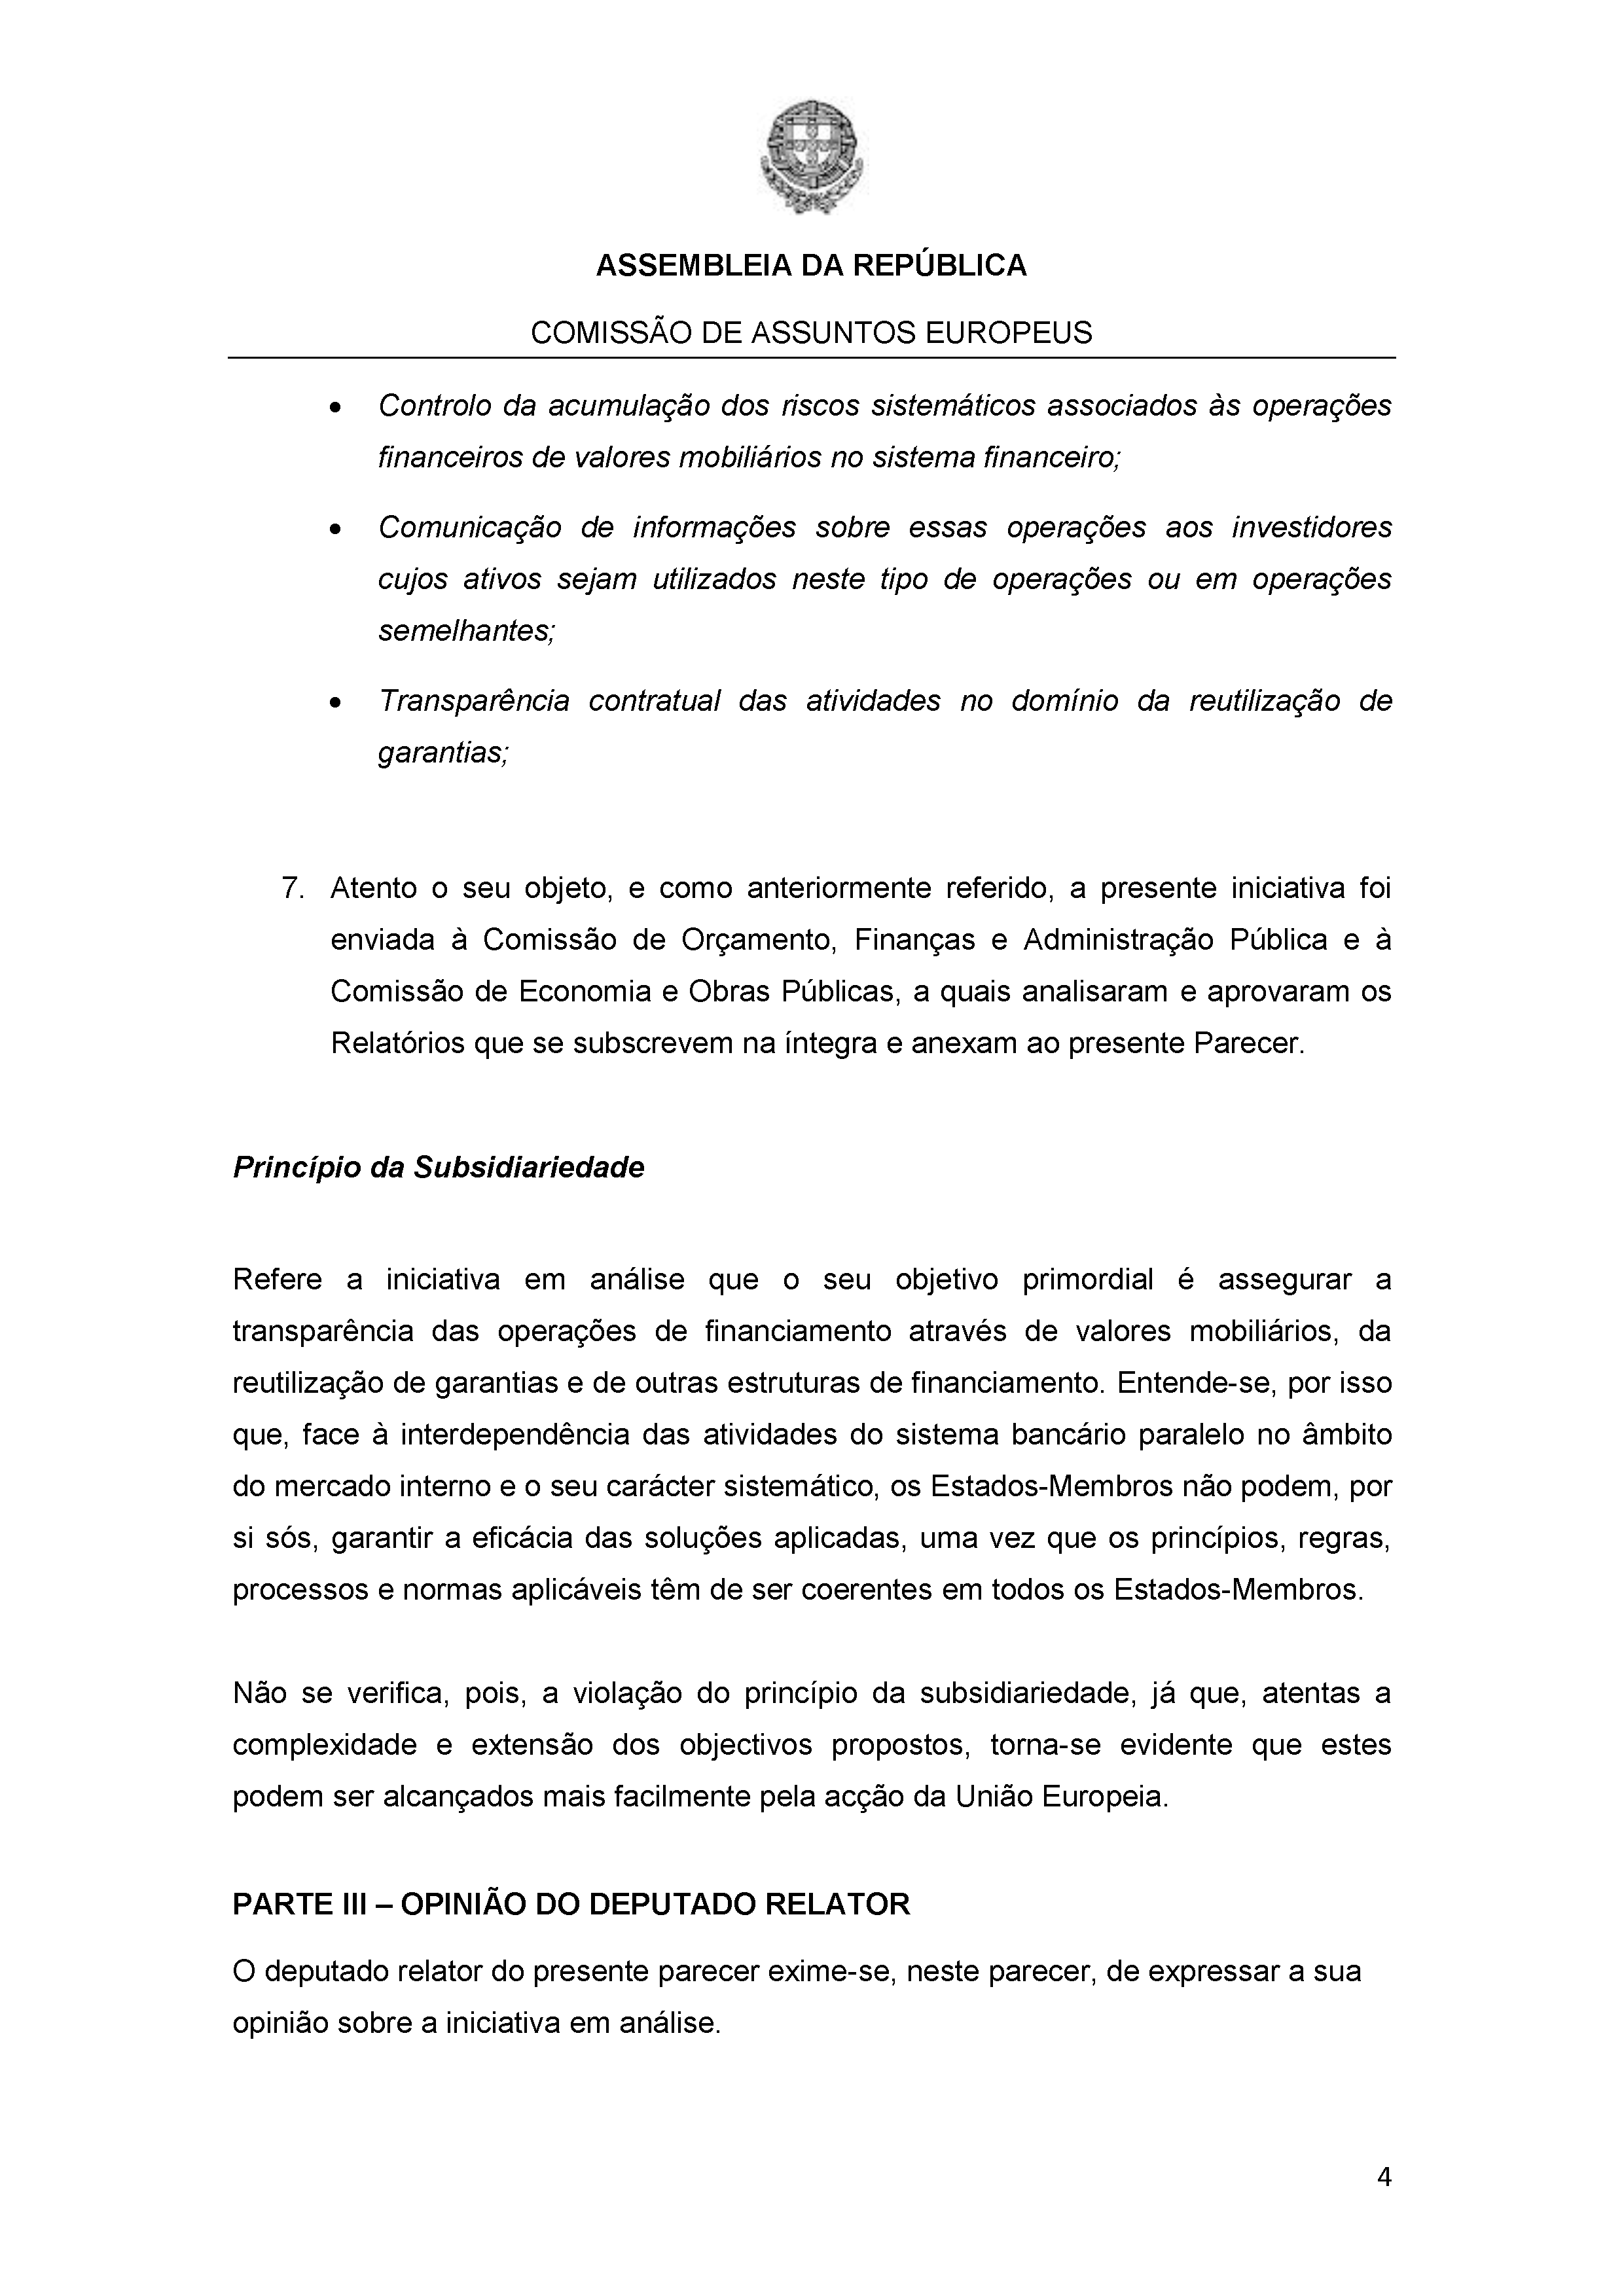 ASSEMBLEIA DA REPÚBLICA
COMISSÃO DE ASSUNTOS EUROPEUS
• Controlo da acumulação dos riscos sistemáticos associados às operações
financeiros de valores mobiliários no sistema financeiro;
• Comunicação de informações sobre essas operações aos investidores
cujos ativos sejam utilizados neste tipo de operações ou em operações
semelhantes;
• Transparência contratual das atividades no domínio da reutilização de
garantias;
7. Atento o seu objeto, e como anteriormente referido, a presente iniciativa foi
enviada à Comissão de Orçamento, Finanças e Administração Pública e à
Comissão de Economia e Obras Públicas, a quais analisaram e aprovaram os
Relatórios que se subscrevem na íntegra e anexam ao presente Parecer.
Princípio da Subsidiariedade
Refere a iniciativa em análise que o seu objetivo primordial é assegurar a
transparência das operações de financiamento através de valores mobiliários, da
reutilização de garantias e de outras estruturas de financiamento. Entende-se, por isso
que, face à interdependência das atividades do sistema bancário paralelo no âmbito
do mercado interno e o seu carácter sistemático, os Estados-Membros não podem, por
si sós, garantir a eficácia das soluções aplicadas, uma vez que os princípios, regras,
processos e normas aplicáveis têm de ser coerentes em todos os Estados-Membros.
Não se verifica, pois, a violação do princípio da subsidiariedade, já que, atentas a
complexidade e extensão dos objectivos propostos, torna-se evidente que estes
podem ser alcançados mais facilmente pela acção da União Europeia.
PARTE III – OPINIÃO DO DEPUTADO RELATOR
O deputado relator do presente parecer exime-se, neste parecer, de expressar a sua
opinião sobre a iniciativa em análise.
4